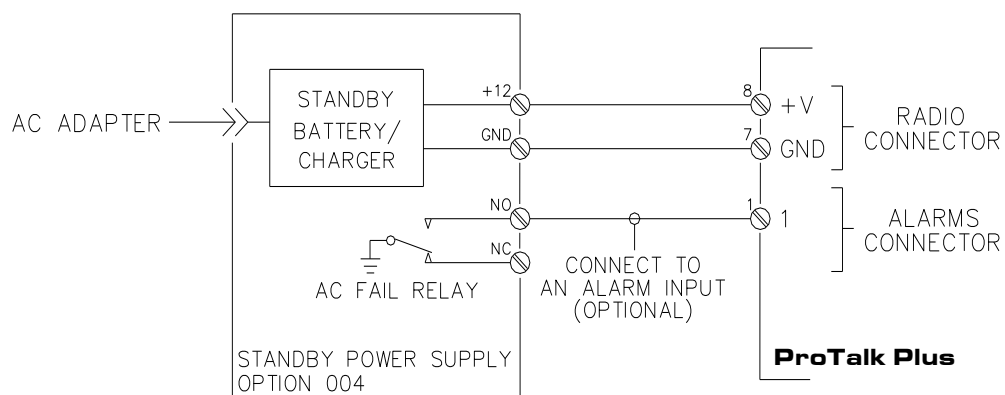 AC ADAPTER
STANDBY
BATTERY/
CHARGER
+12
GND
NO
NC
AC FAIL RELAY
STANDBY POWER SUPPLY
OPTION 004
CONNECT TO
AN ALARM INPUT
(OPTIONAL)
8 +V
7 GND
1 1
RADIO
CONNECTOR
ALARMS
CONNECTOR
ProTalk Plus